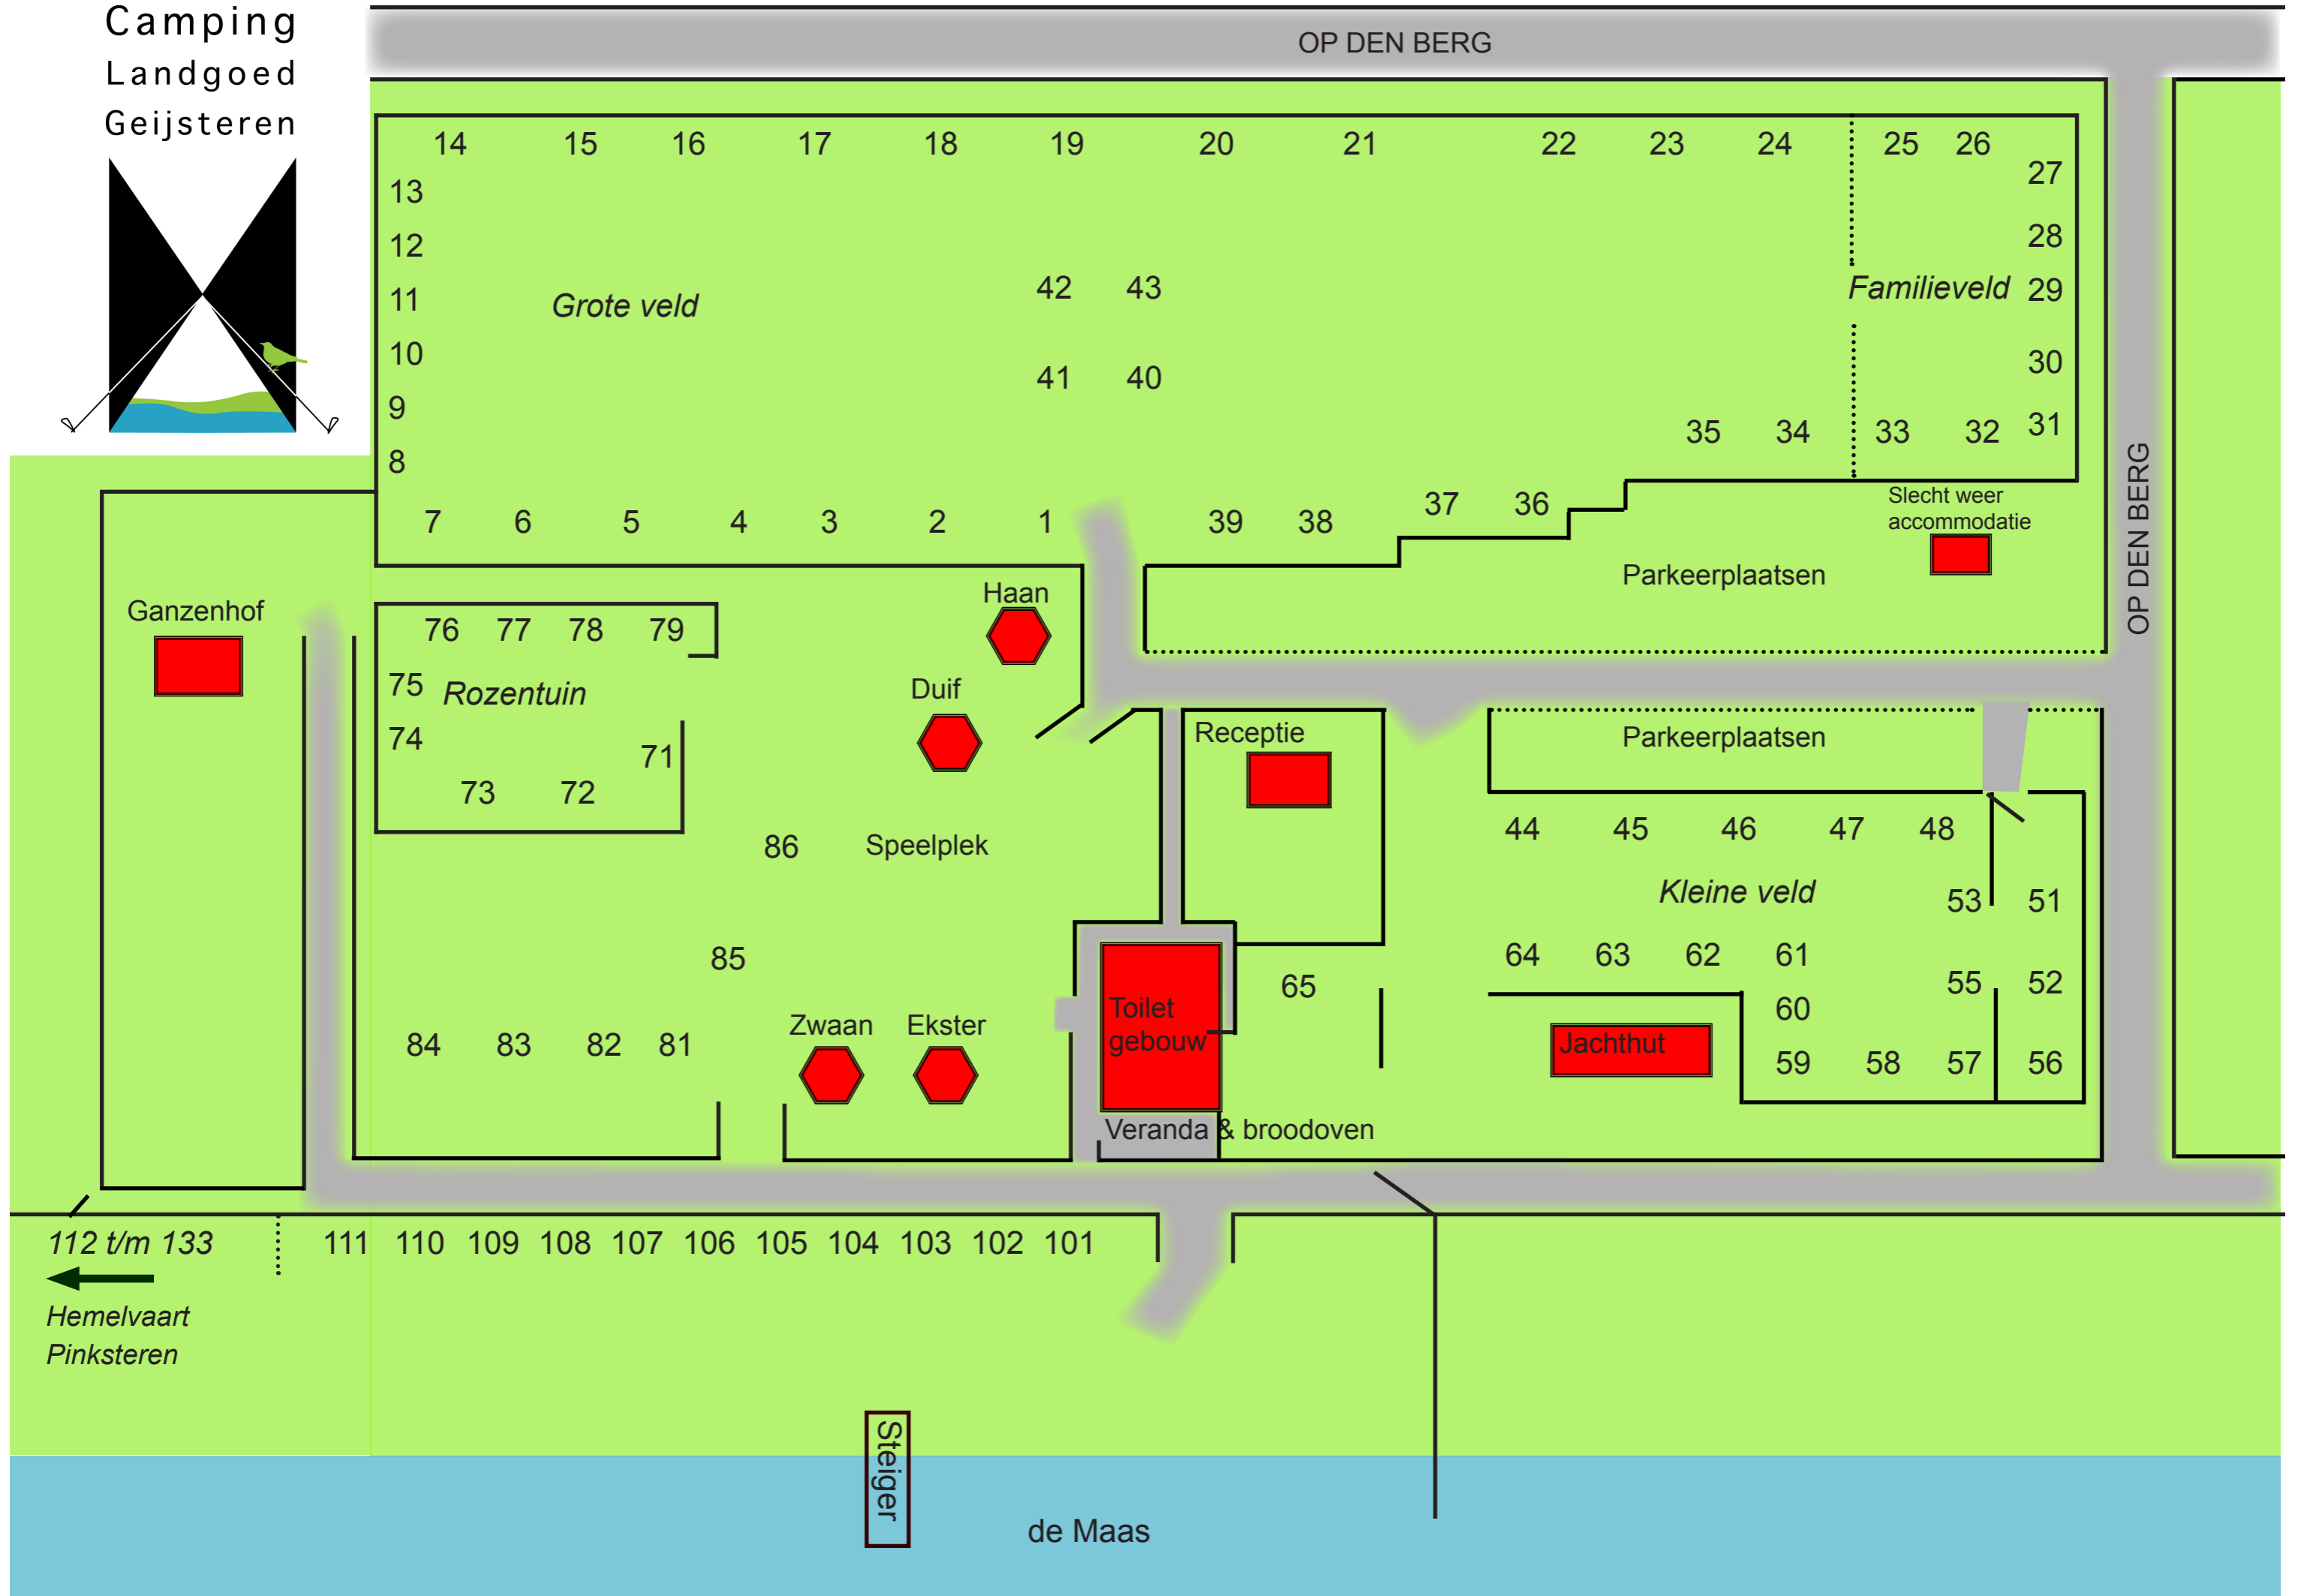 Camping
Landgoed
Geijsteren
OP DEN BERG
14 15 16 17 18 19 20 21 22 23 24 25 26
27
13
12
28
11
Grote veld
42 43
Familieveld
29
10
41 40
30
9
35 34 33 32 31
8
7 6 5 4 3 2 1
39 38 37 36
Slecht weer
accommodatie
OP DEN BERG
Parkeerplaatsen
Ganzenhof
Haan
76 77 78 79
75
Rozentuin
Duif
74
71
73 72
Receptie
Parkeerplaatsen
86
Speelplek
44 45 46 47 48
Kleine veld
53 51
85
64 63 62 61
65
55 52
60
Toilet
gebouw
Zwaan
Ekster
84 83 82 81
Jachthut
59 58 57 56
Veranda & broodoven
112 t/m 133
111 110 109 108 107 106 105 104 103 102 101
Hemelvaart
Pinksteren
Steiger
de Maas